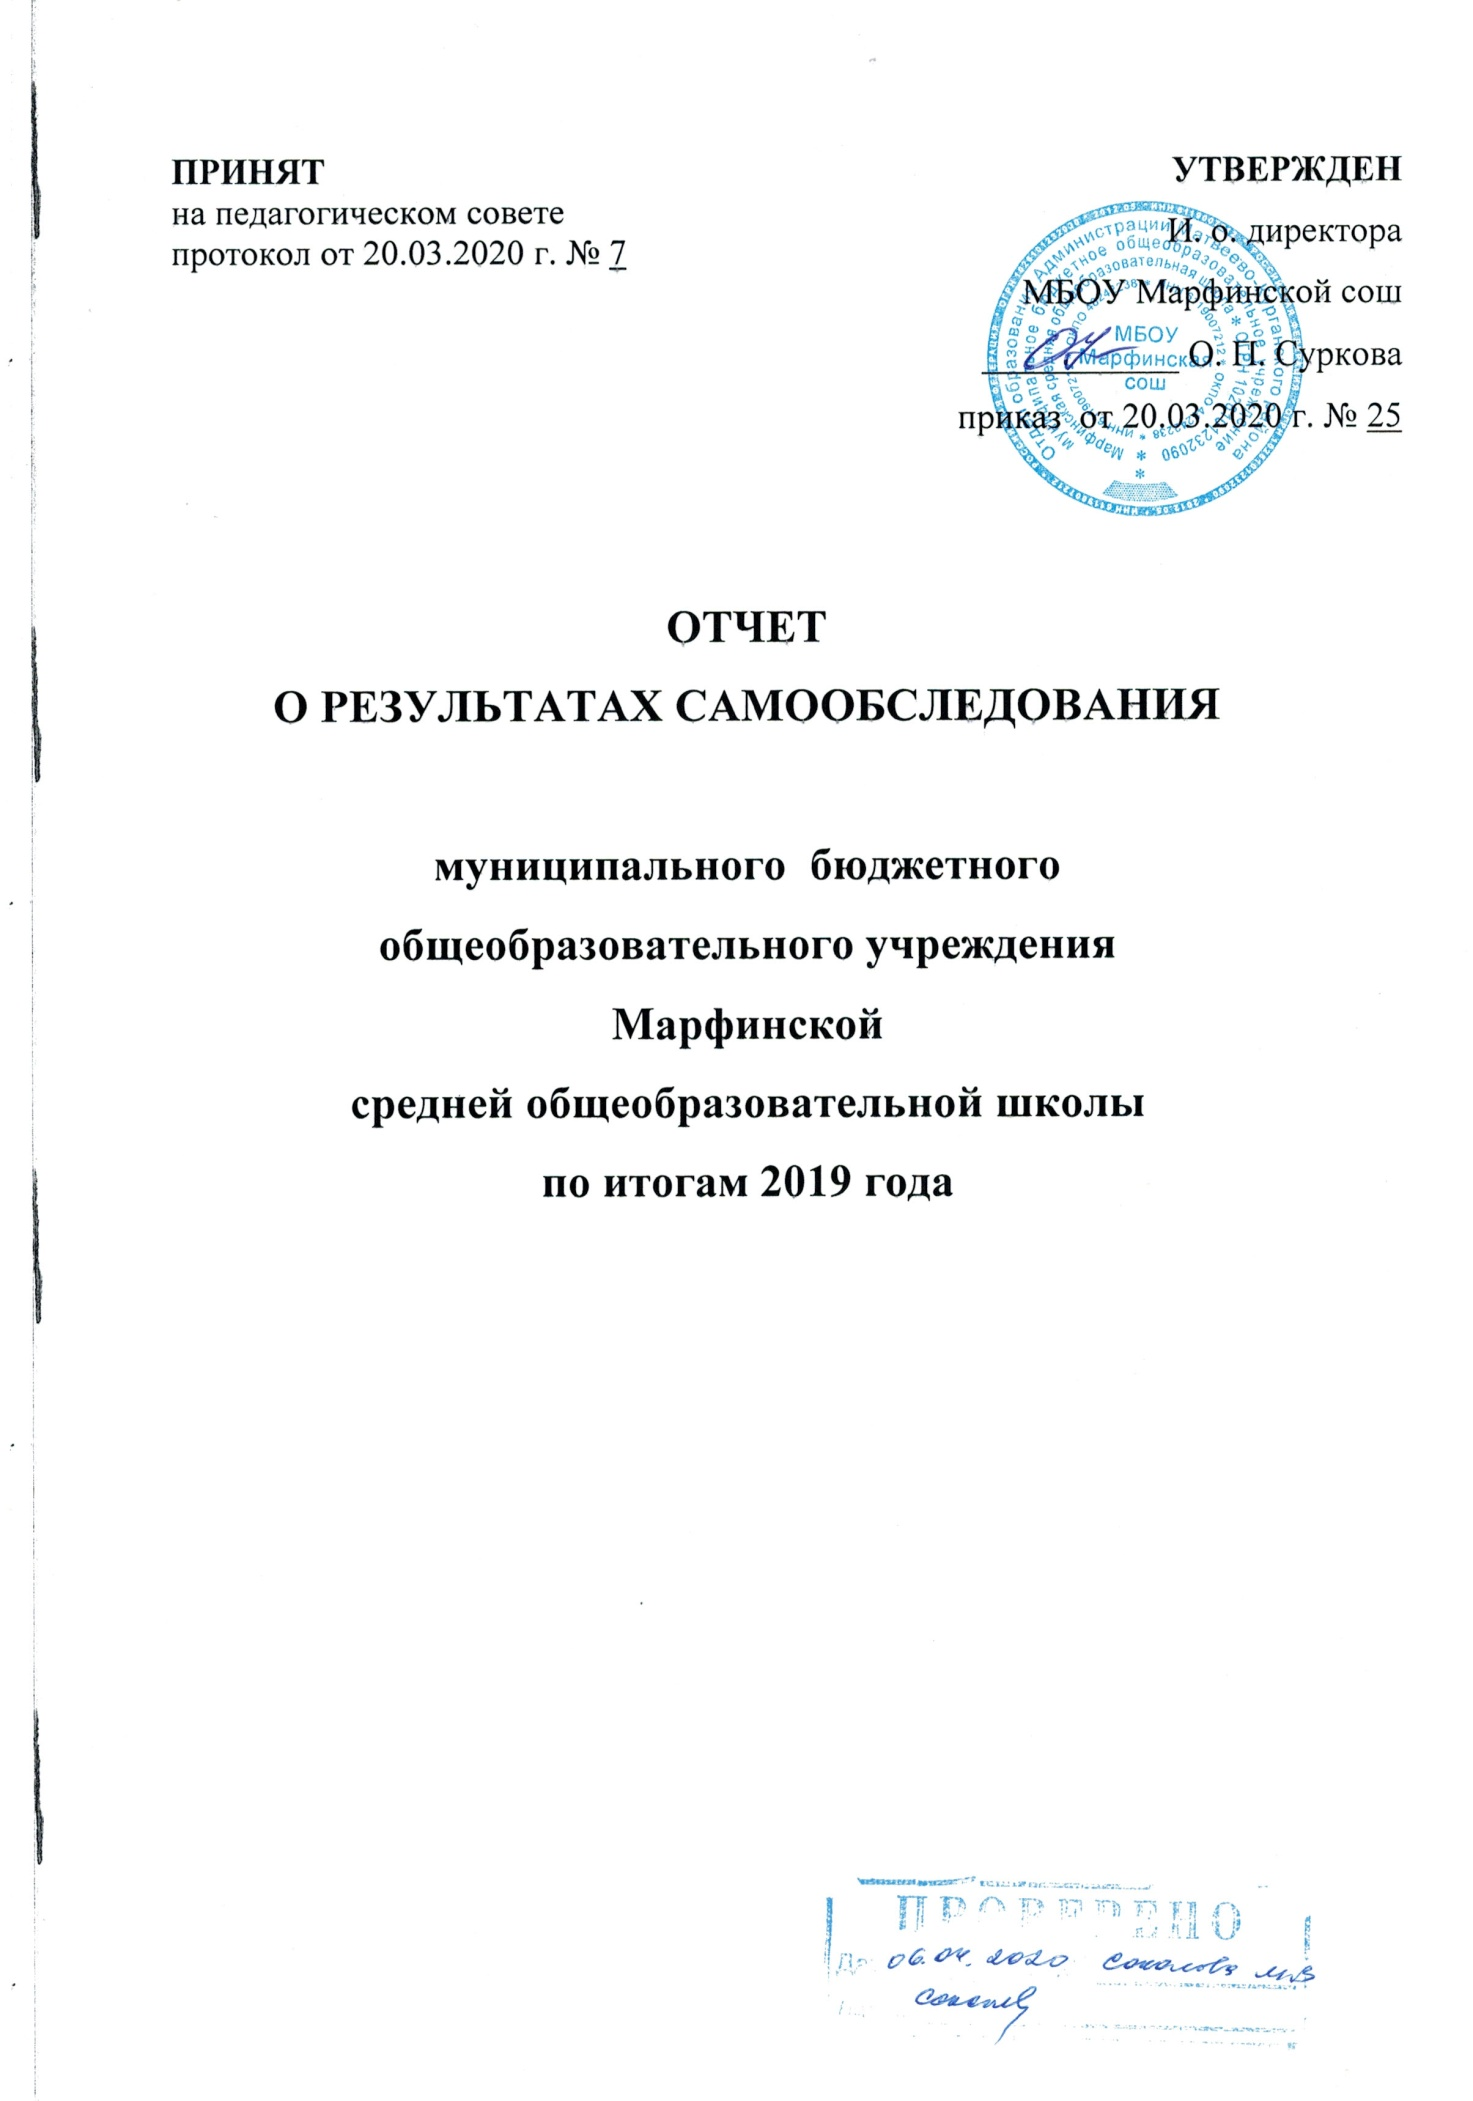 ПРИНЯТ
на педагогическом совете
протокол от 20.03.2020 г. № 7
УТВЕРЖДЕН
И. о. директора
МБОУ Марфинской сош
О. П. Суркова
приказ от 20.03.2020 г. № 25
МБОУ
Марфинская
сош
ОТЧЕТ
О РЕЗУЛЬТАТАХ САМООБСЛЕДОВАНИЯ
муниципального бюджетного
общеобразовательного учреждения
Марфинской
средней общеобразовательной школы
по итогам 2019 года
ПРОВЕРЕНО
06.04.2020 Соколова М.В